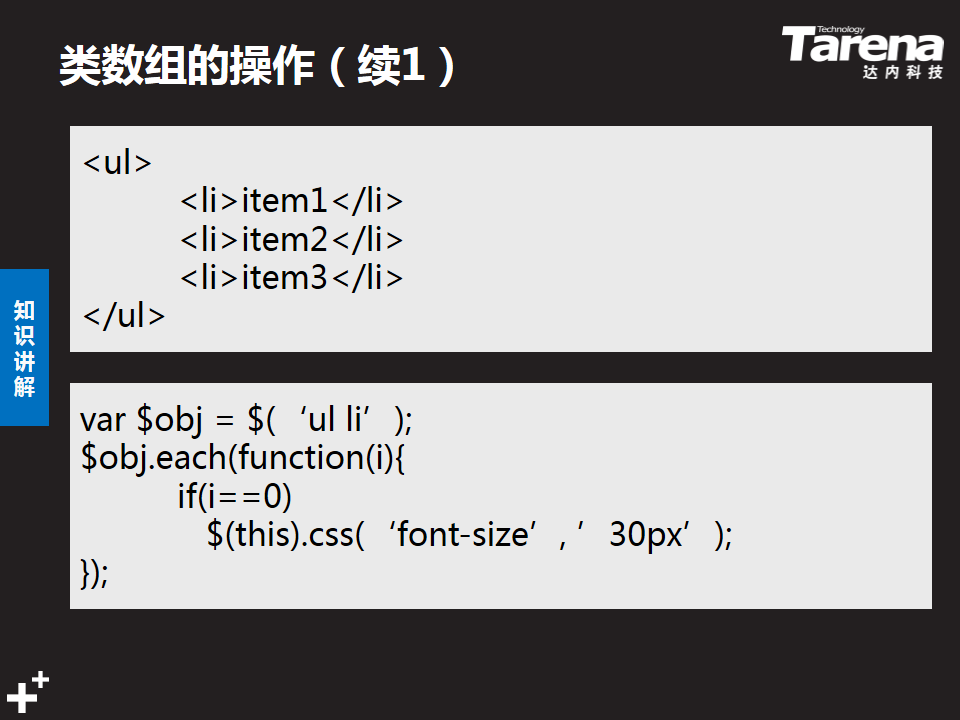 类数组的操作（续1）
Technology
Tarena
达内科技
<ul>
<li>item1</li>
<li>item2</li>
<li>item3</li>
</ul>
知识讲解
var $obj = $(‘ul li’);
$obj.each(function(i){
if(i==0)
$(this).css(‘font-size’,’30px’);
});